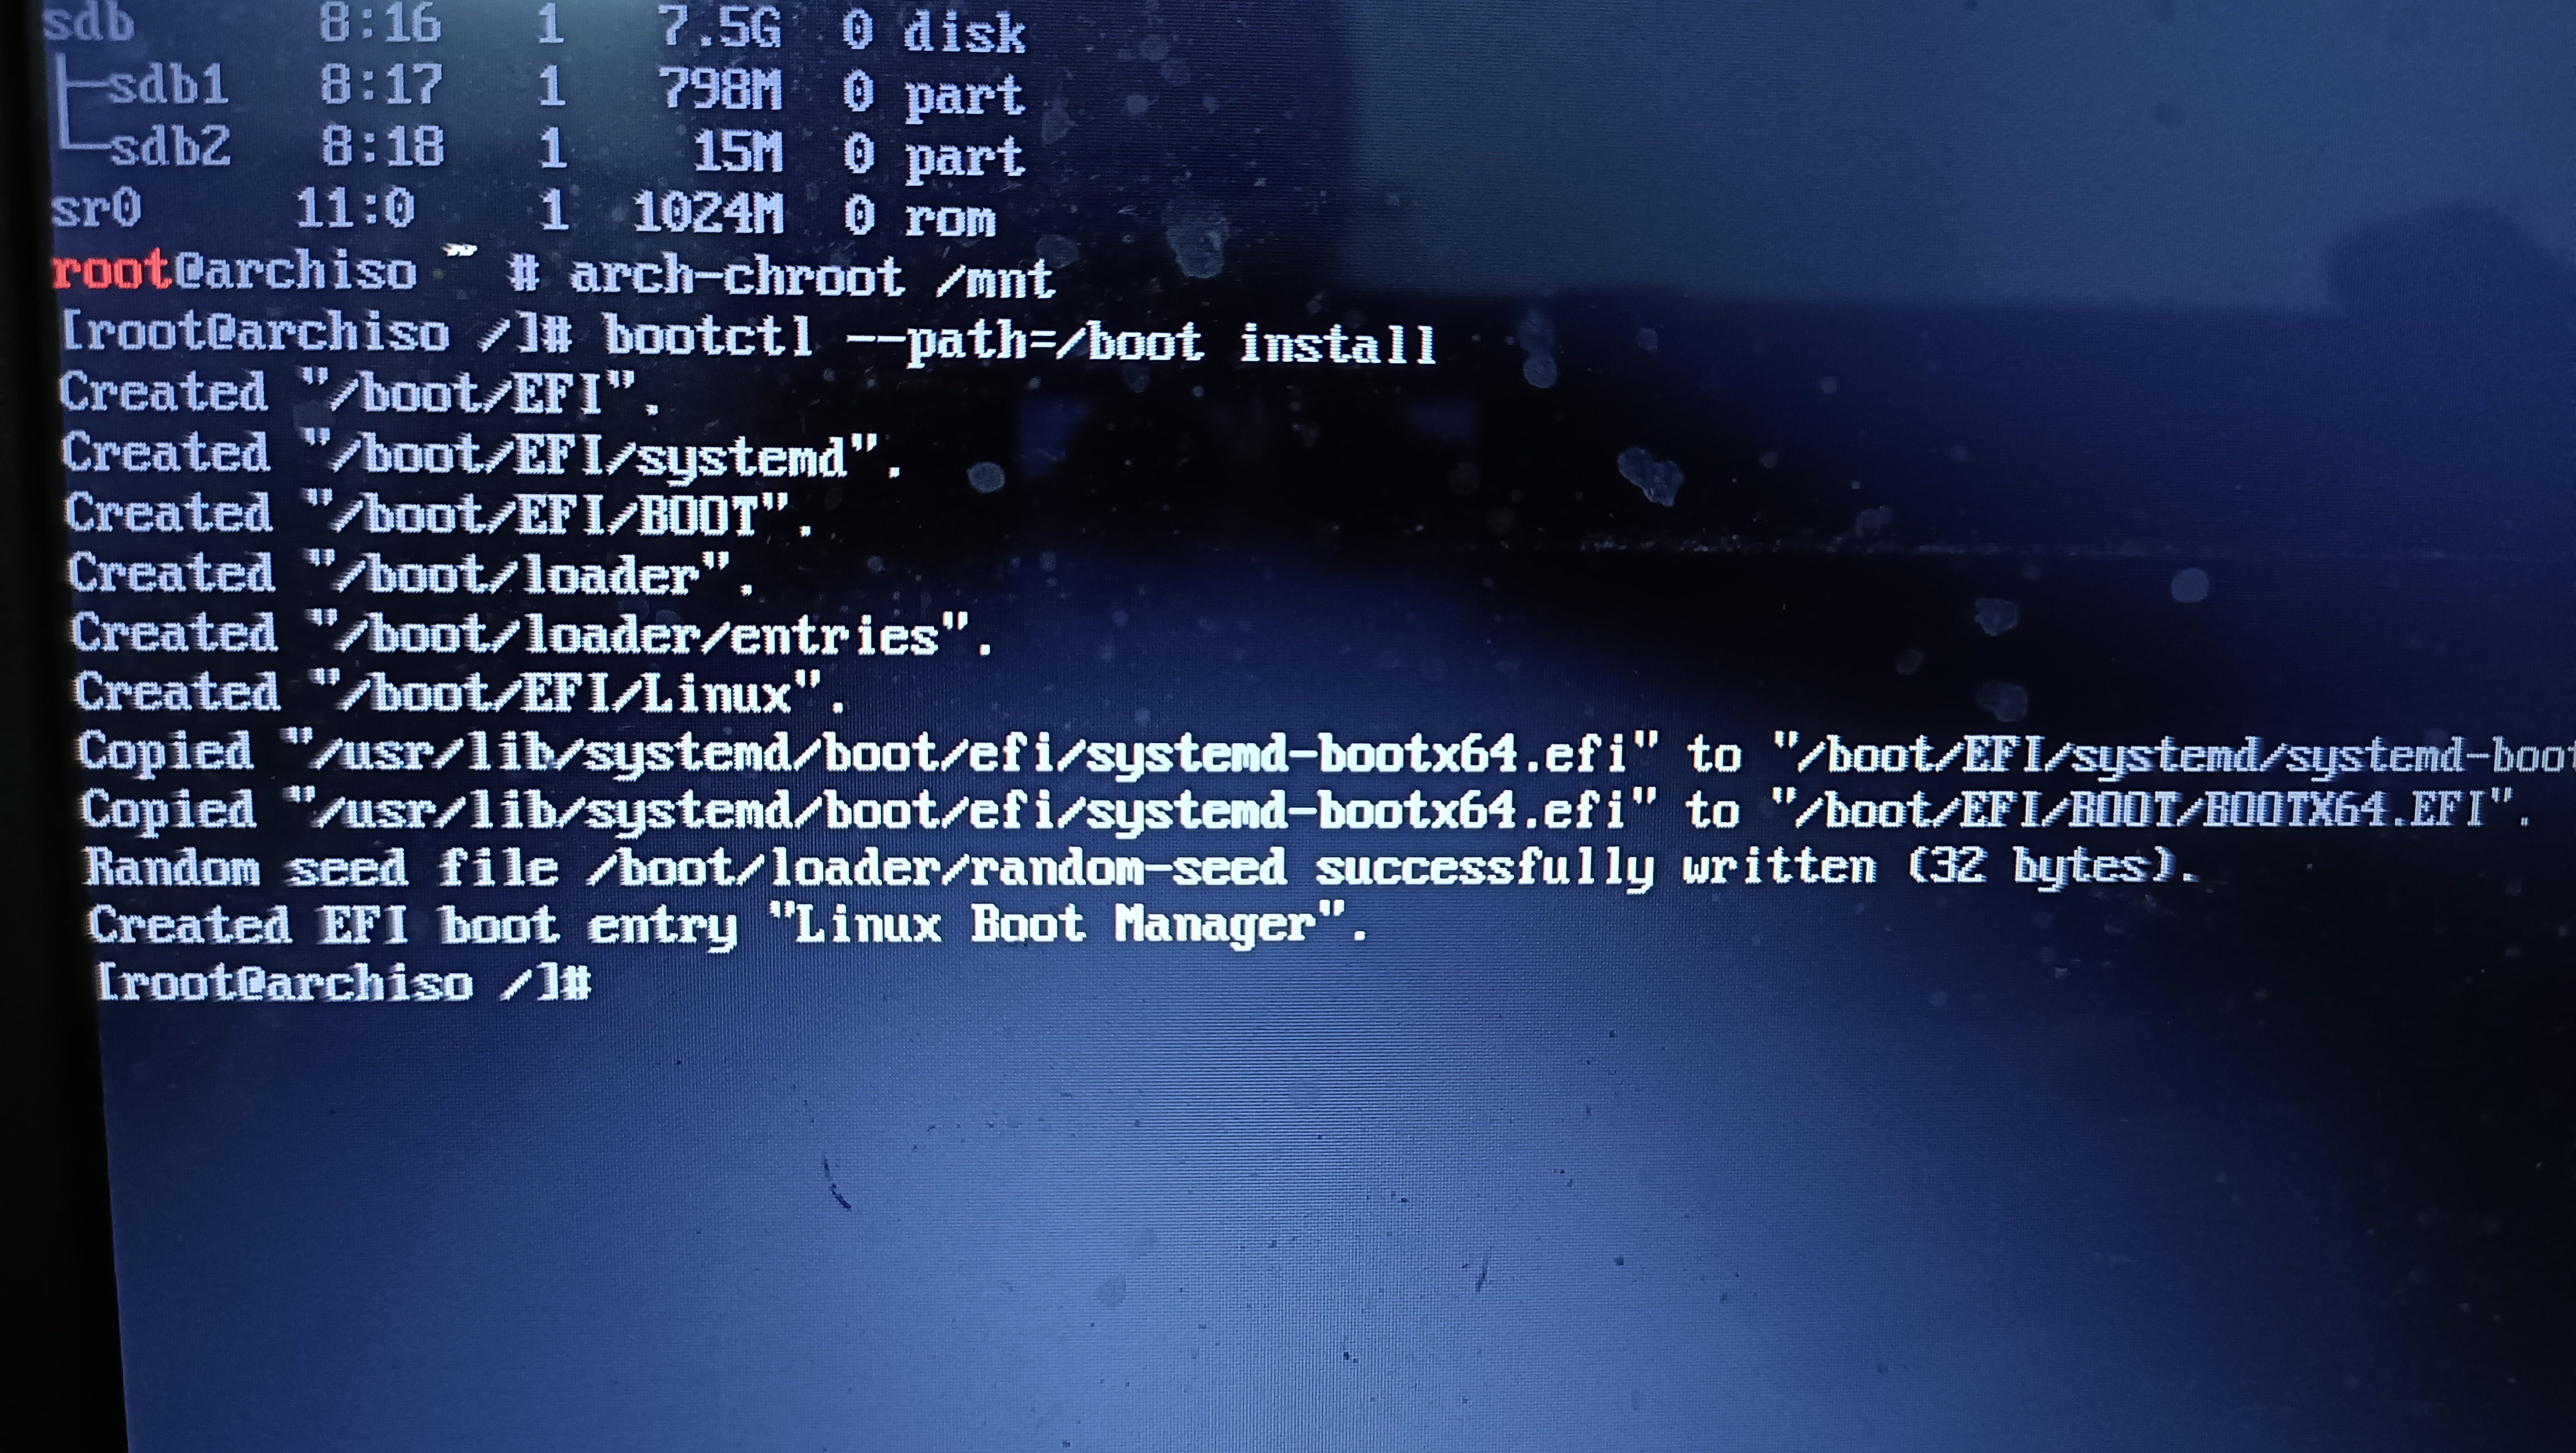 sdb 8:16 1 7.5G 0 disk
├─sdb1 8:17 1 798M 0 part
└─sdb2 8:18 1 15M 0 part
sr0 11:0 1 1024M 0 rom
root@archiso ~ # arch-chroot /mnt
[root@archiso /]# bootctl --path=/boot install
Created "/boot/EFI".
Created "/boot/EFI/systemd".
Created "/boot/EFI/BOOT".
Created "/boot/loader".
Created "/boot/loader/entries".
Created "/boot/EFI/Linux".
Copied "/usr/lib/systemd/boot/efi/systemd-bootx64.efi" to "/boot/EFI/systemd/systemd-boot
Copied "/usr/lib/systemd/boot/efi/systemd-bootx64.efi" to "/boot/EFI/BOOT/BOOTX64.EFI".
Random seed file /boot/loader/random-seed successfully written (32 bytes).
Created EFI boot entry "Linux Boot Manager".
[root@archiso /]#